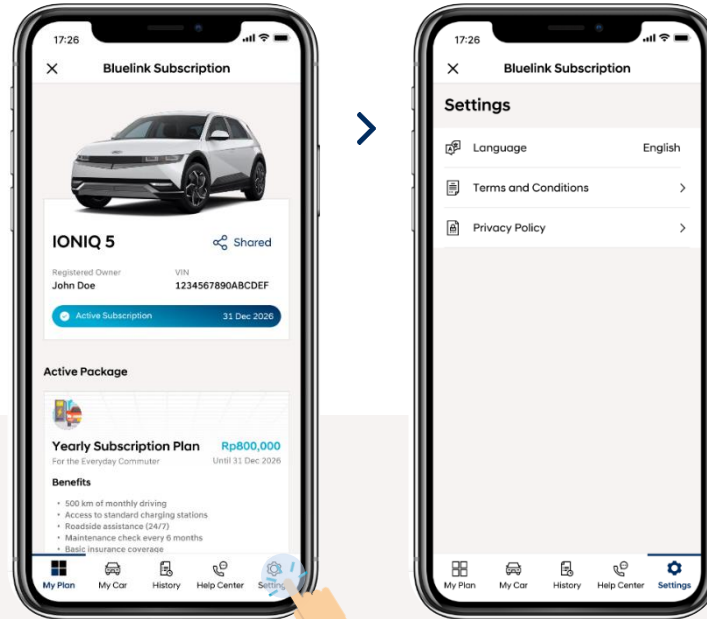 17:26
Bluelink Subscription
IONIQ 5
Shared
Registered Owner
VIN
John Doe
1234567890ABCDEF
Active Subscription
31 Dec 2026
Active Package
Yearly Subscription Plan
Rp800,000
For the Everyday Commuter
Until 31 Dec 2026
Benefits
• 500 km of monthly driving
• Access to standard charging stations
• Roadside assistance (24/7)
• Maintenance check every 6 months
• Basic insurance coverage
My Plan
My Car
History
Help Center
Settings
17:26
Bluelink Subscription
Settings
Language
English
Terms and Conditions
Privacy Policy
My Plan
My Car
History
Help Center
Settings